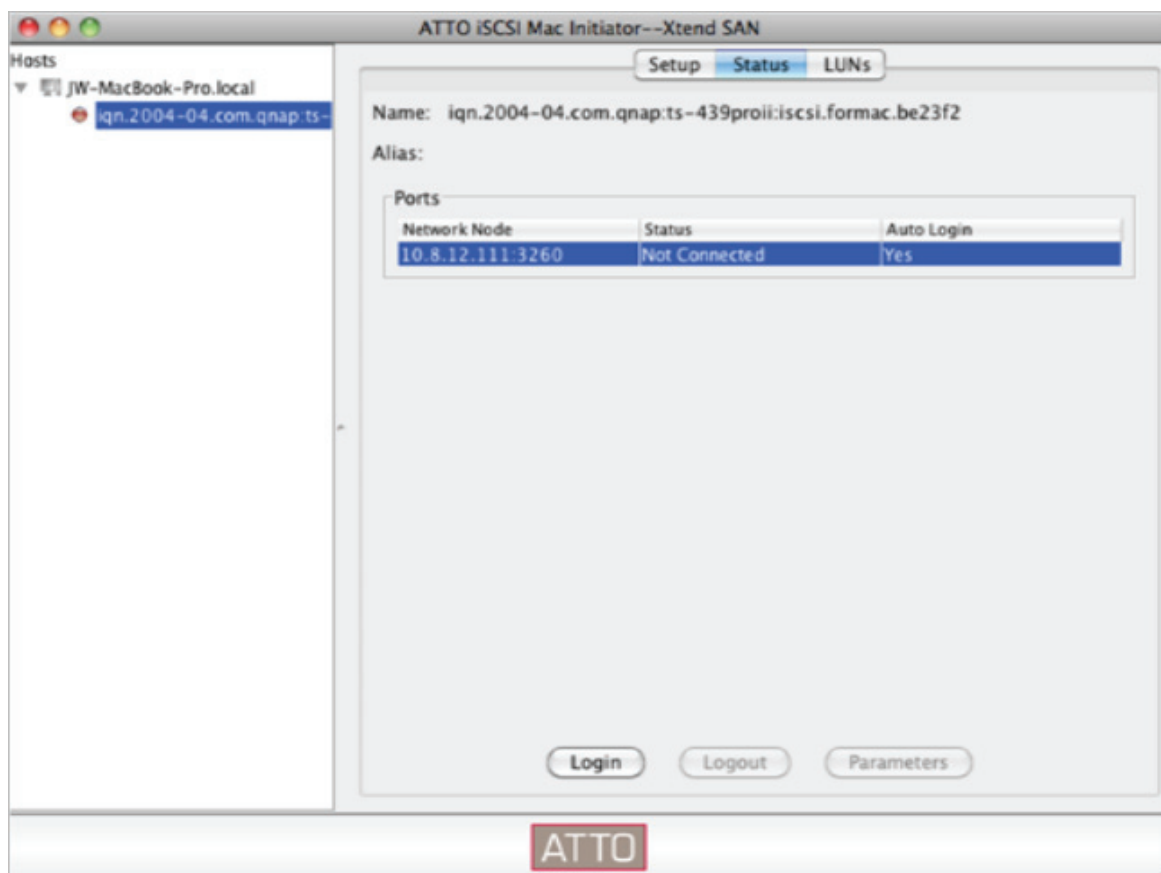 ATTO iSCSI Mac Initiator--Xtend SAN
Hosts
JW-MacBook-Pro.local
iqn.2004-04.com.qnap:ts-
Setup Status LUNs
Name: iqn.2004-04.com.qnap:ts-439proii:iscsi.formac.be23f2
Alias:
Ports
Network Node Status Auto Login
10.8.12.111:3260 Not Connected Yes
Login Logout Parameters
ATTO